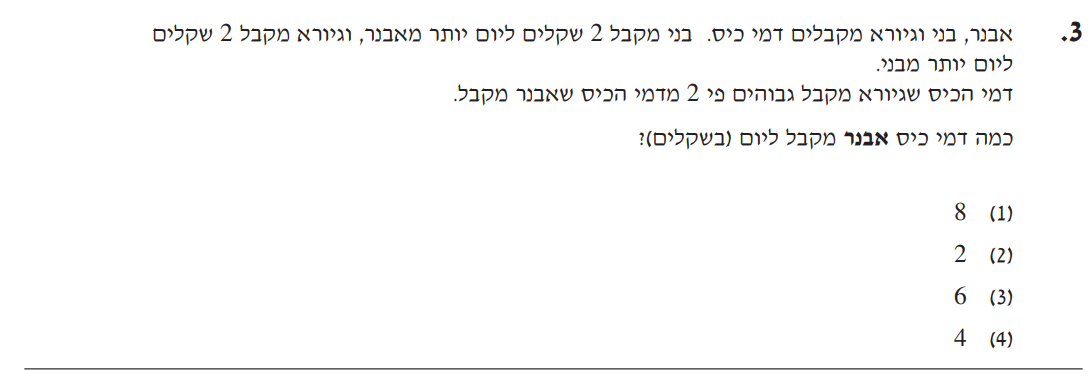 3. אבנר, בני וגיורא מקבלים דמי כיס. בני מקבל 2 שקלים ליום יותר מאבנר, וגיורא מקבל 2 שקלים
ליום יותר מבני.
דמי הכיס שגיורא מקבל גבוהים פי 2 מדמי הכיס שאבנר מקבל.
כמה דמי כיס אבנר מקבל ליום (בשקלים)?
(1) 8
(2) 2
(3) 6
(4) 4